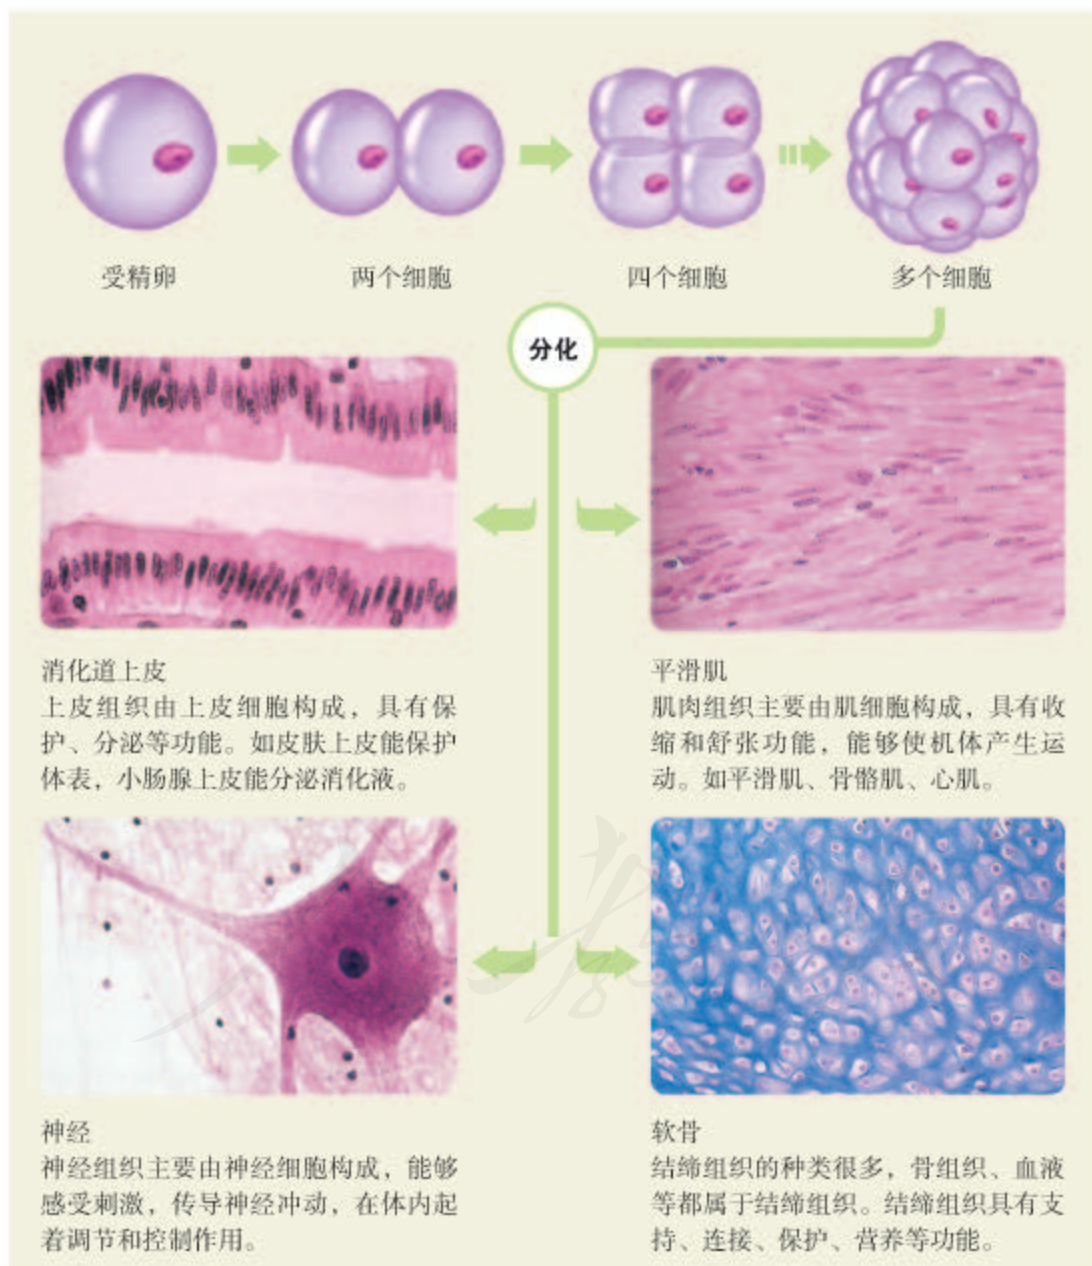 受精卵
两个细胞
四个细胞
多个细胞
分化
消化道上皮
上皮组织由上皮细胞构成，具有保
护、分泌等功能。如皮肤上皮能保护
体表，小肠腺上皮能分泌消化液。
平滑肌
肌肉组织主要由肌细胞构成，具有收
缩和舒张功能，能够使机体产生运
动。如平滑肌、骨骼肌、心肌。
神经
神经组织主要由神经细胞构成，能够
感受刺激，传导神经冲动，在体内起
着调节和控制作用。
软骨
结缔组织的种类很多，骨组织、血液
等都属于结缔组织。结缔组织具有支
持、连接、保护、营养等功能。